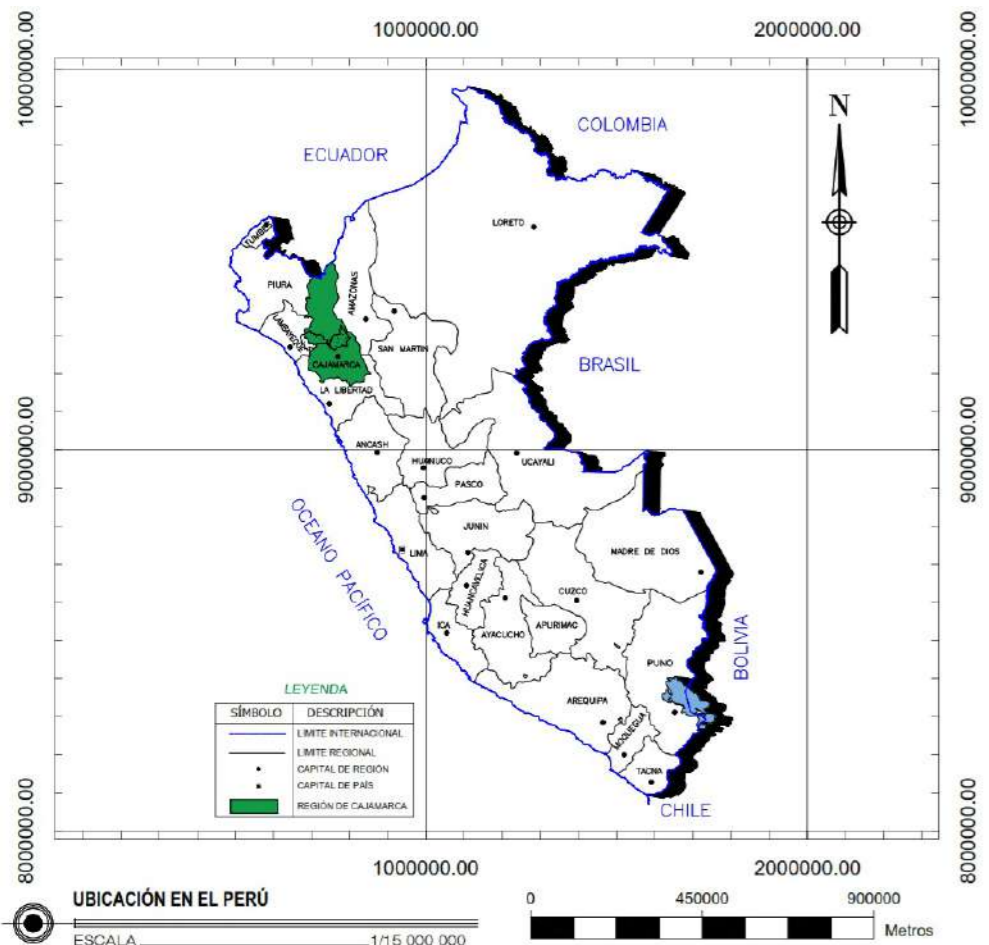 1000000.00 2000000.00
10000000.00 10000000.00
N
COLOMBIA
ECUADOR
LORETO
TUMBES
PIURA
AMAZONAS
LAMBAYEQUE
SAN MARTIN
BRASIL
CAJAMARCA
LA LIBERTAD
9000000.00 9000000.00
ANCASH
HUANUCO
UCAYALI
PASCO
OCEANO PACÍFICO
JUNIN
LIMA
MADRE DE DIOS
HUANCAVELICA
CUZCO
ICA
AYACUCHO
APURIMAC
BOLIVIA
PUNO
AREQUIPA
MOQUEGUA
TACNA
CHILE
LEYENDA
SÍMBOLO DESCRIPCIÓN
LIMITE INTERNACIONAL
LIMITE REGIONAL
CAPITAL DE REGIÓN
CAPITAL DE PAÍS
REGIÓN DE CAJAMARCA
8000000.00 8000000.00
1000000.00 2000000.00
UBICACIÓN EN EL PERÚ
ESCALA 1/15 000 000
0 450000 900000
Metros